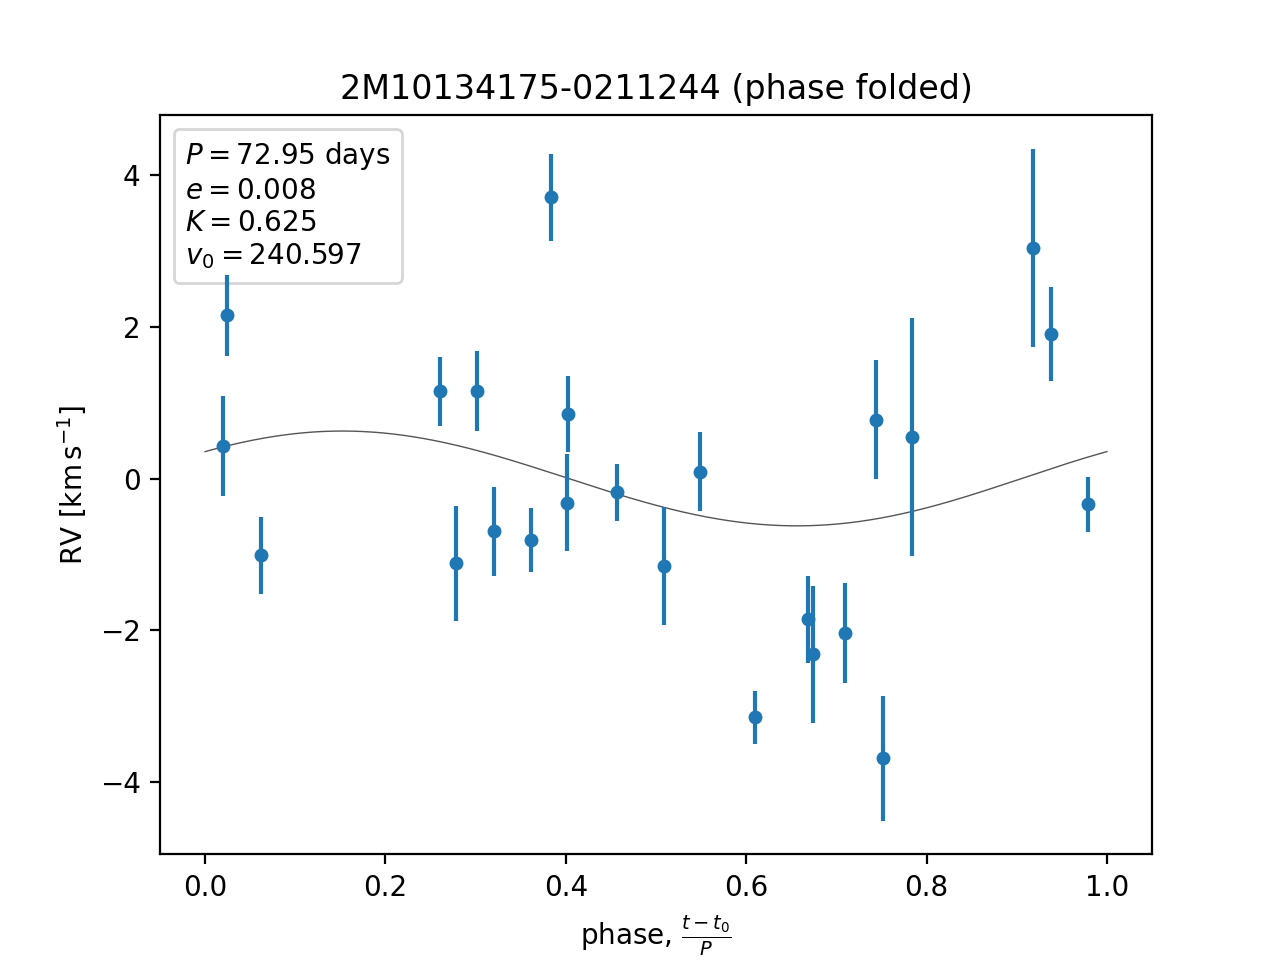 2M10134175-0211244 (phase folded)
P = 72.95 days
e = 0.008
K = 0.625
v₀ = 240.597
4
2
0
−2
−4
RV [km s⁻¹]
0.0 0.2 0.4 0.6 0.8 1.0
phase, (t − t₀)/P